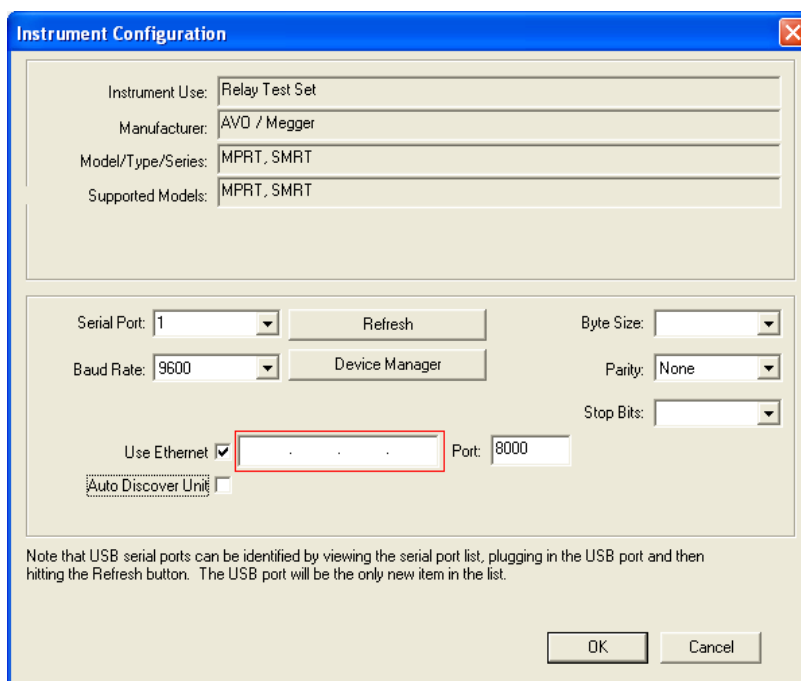 Instrument Configuration
Instrument Use: Relay Test Set
Manufacturer: AVO / Megger
Model/Type/Series: MPRT, SMRT
Supported Models: MPRT, SMRT
Serial Port: 1 Refresh Byte Size:
Baud Rate: 9600 Device Manager Parity: None
Stop Bits:
Use Ethernet . . . Port: 8000
Auto Discover Unit
Note that USB serial ports can be identified by viewing the serial port list, plugging in the USB port and then
hitting the Refresh button. The USB port will be the only new item in the list.
OK Cancel